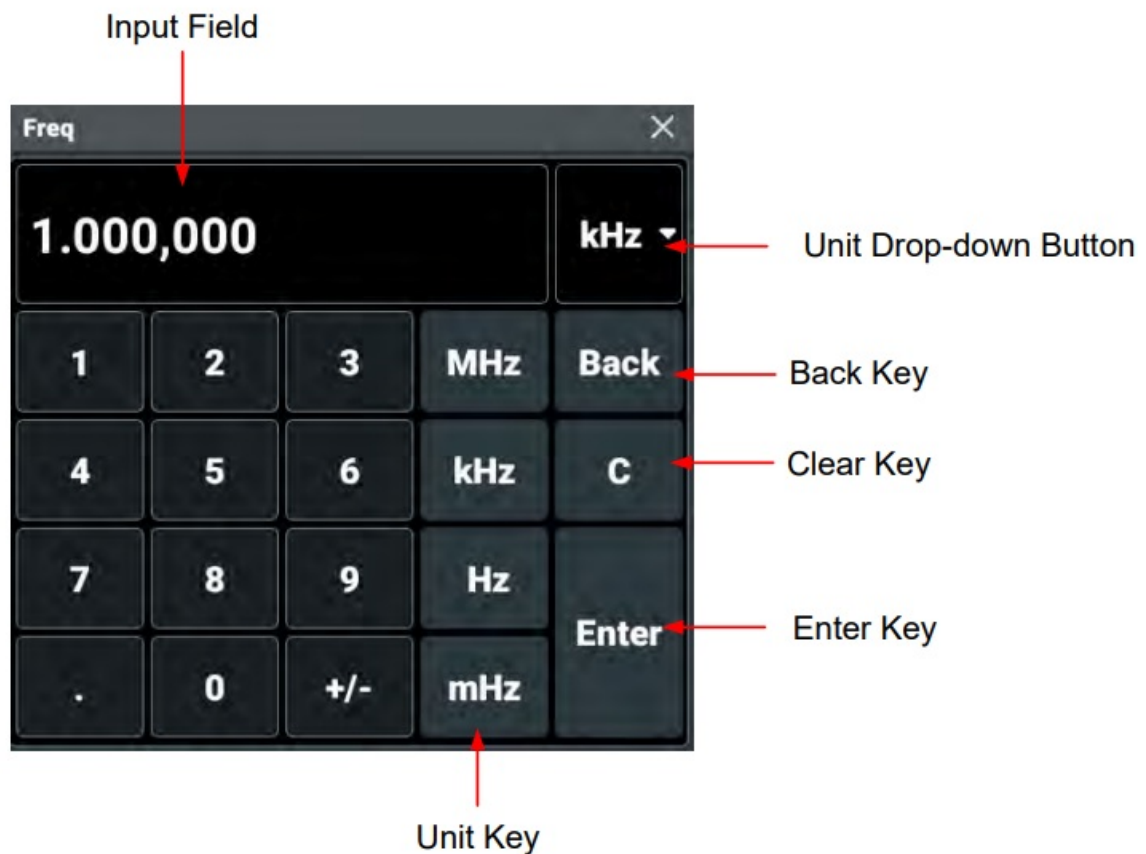 Input Field
Freq
1.000,000
kHz
Unit Drop-down Button
1 2 3 MHz Back
Back Key
4 5 6 kHz C
Clear Key
7 8 9 Hz
Enter
Enter Key
. 0 +/- mHz
Unit Key